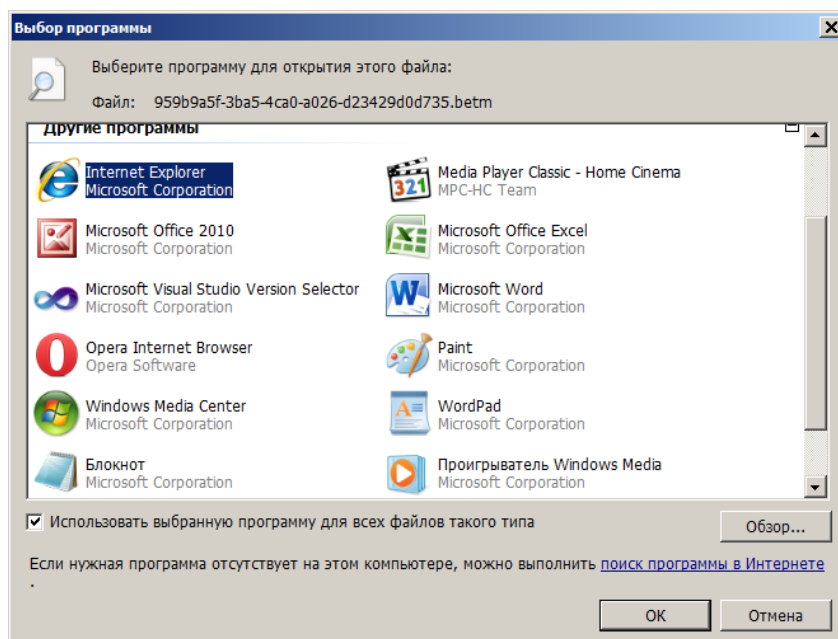 Выбор программы
Выберите программу для открытия этого файла:
Файл: 959b9a5f-3ba5-4ca0-a026-d23429d0d735.betm
Другие программы
Internet Explorer
Microsoft Corporation
Media Player Classic - Home Cinema
MPC-HC Team
Microsoft Office 2010
Microsoft Corporation
Microsoft Office Excel
Microsoft Corporation
Microsoft Visual Studio Version Selector
Microsoft Corporation
Microsoft Word
Microsoft Corporation
Opera Internet Browser
Opera Software
Paint
Microsoft Corporation
Windows Media Center
Microsoft Corporation
WordPad
Microsoft Corporation
Блокнот
Microsoft Corporation
Проигрыватель Windows Media
Microsoft Corporation
Использовать выбранную программу для всех файлов такого типа
Обзор...
Если нужная программа отсутствует на этом компьютере, можно выполнить поиск программы в Интернете
.
ОК
Отмена